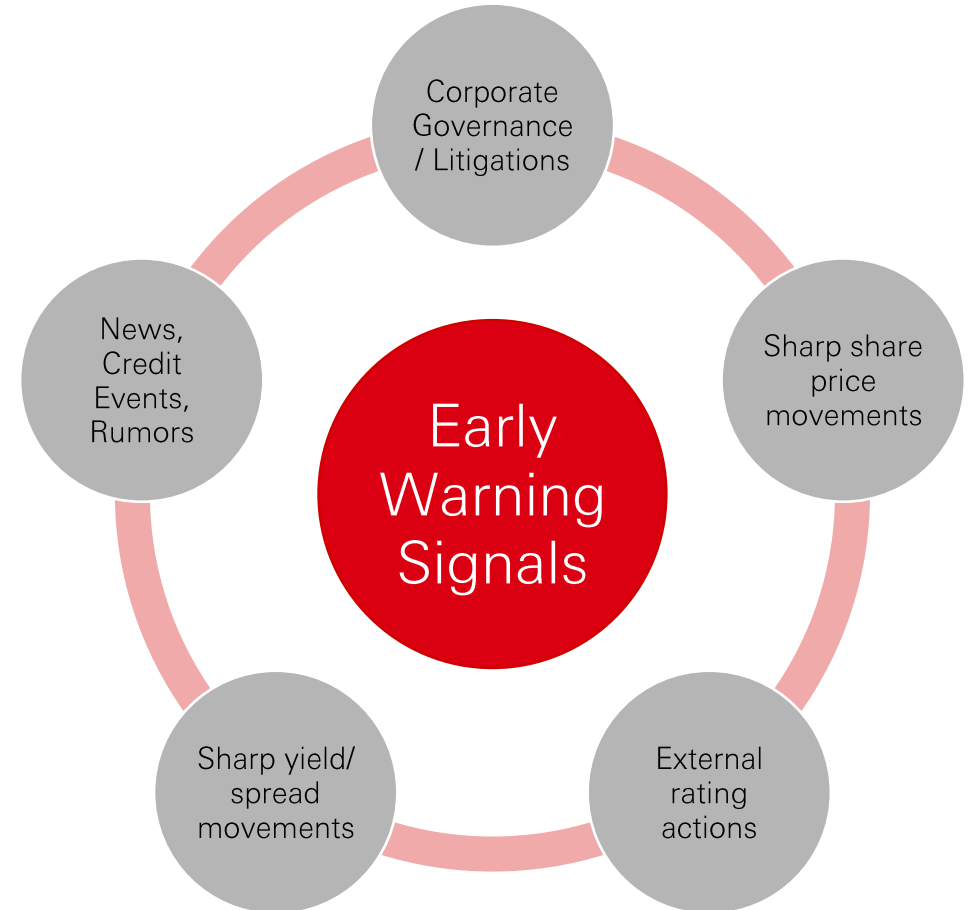 Corporate
Governance
/ Litigations
News,
Credit
Events,
Rumors
Sharp share
price
movements
Early
Warning
Signals
Sharp yield/
spread
movements
External
rating
actions